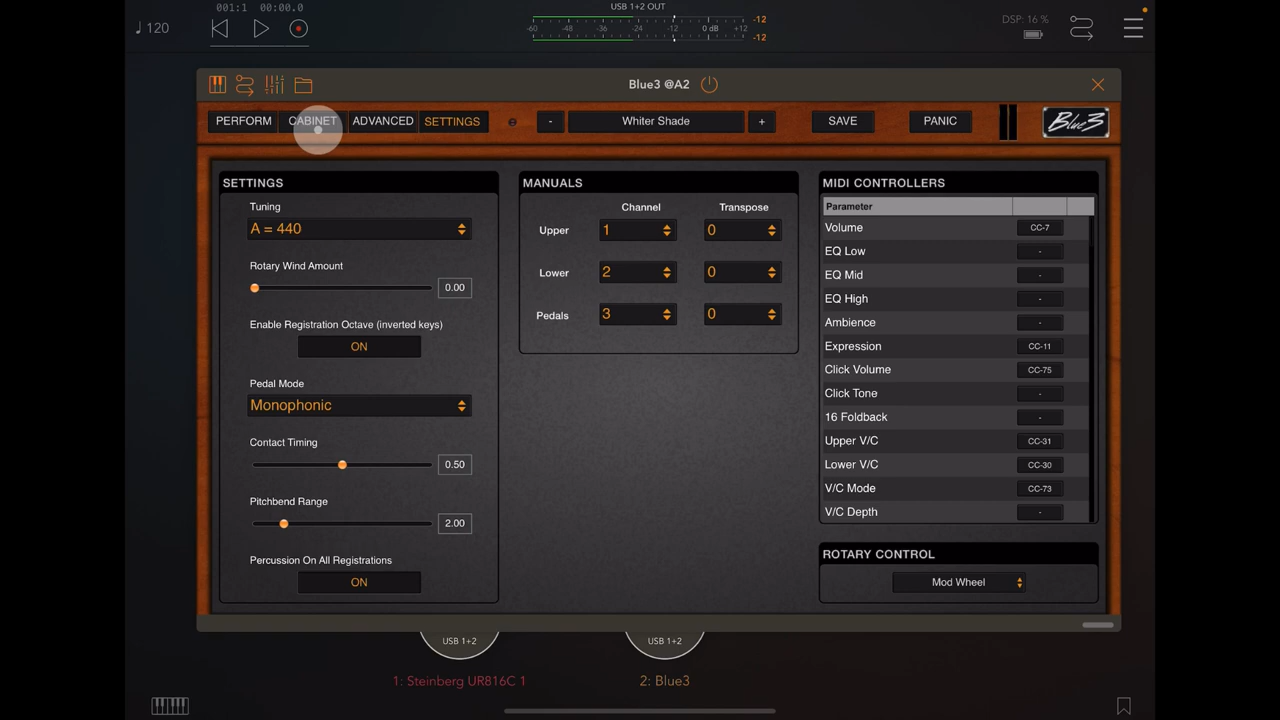 001:1 00:00.0
USB 1+2 OUT
♩ 120
-60 -48 -36 -24 -12 0 dB +12
-12
-12
DSP: 16 %
Blue3 @A2
PERFORM CABINET ADVANCED SETTINGS e - Whiter Shade + SAVE PANIC Blue3
SETTINGS
Tuning
A = 440
Rotary Wind Amount
0.00
Enable Registration Octave (inverted keys)
ON
Pedal Mode
Monophonic
Contact Timing
0.50
Pitchbend Range
2.00
Percussion On All Registrations
ON
MANUALS
Channel Transpose
Upper 1 0
Lower 2 0
Pedals 3 0
MIDI CONTROLLERS
Parameter
Volume CC-7
EQ Low -
EQ Mid -
EQ High -
Ambience -
Expression CC-11
Click Volume CC-75
Click Tone -
16 Foldback -
Upper V/C CC-31
Lower V/C CC-30
V/C Mode CC-73
V/C Depth -
ROTARY CONTROL
Mod Wheel
USB 1+2 USB 1+2
1: Steinberg UR816C 1 2: Blue3